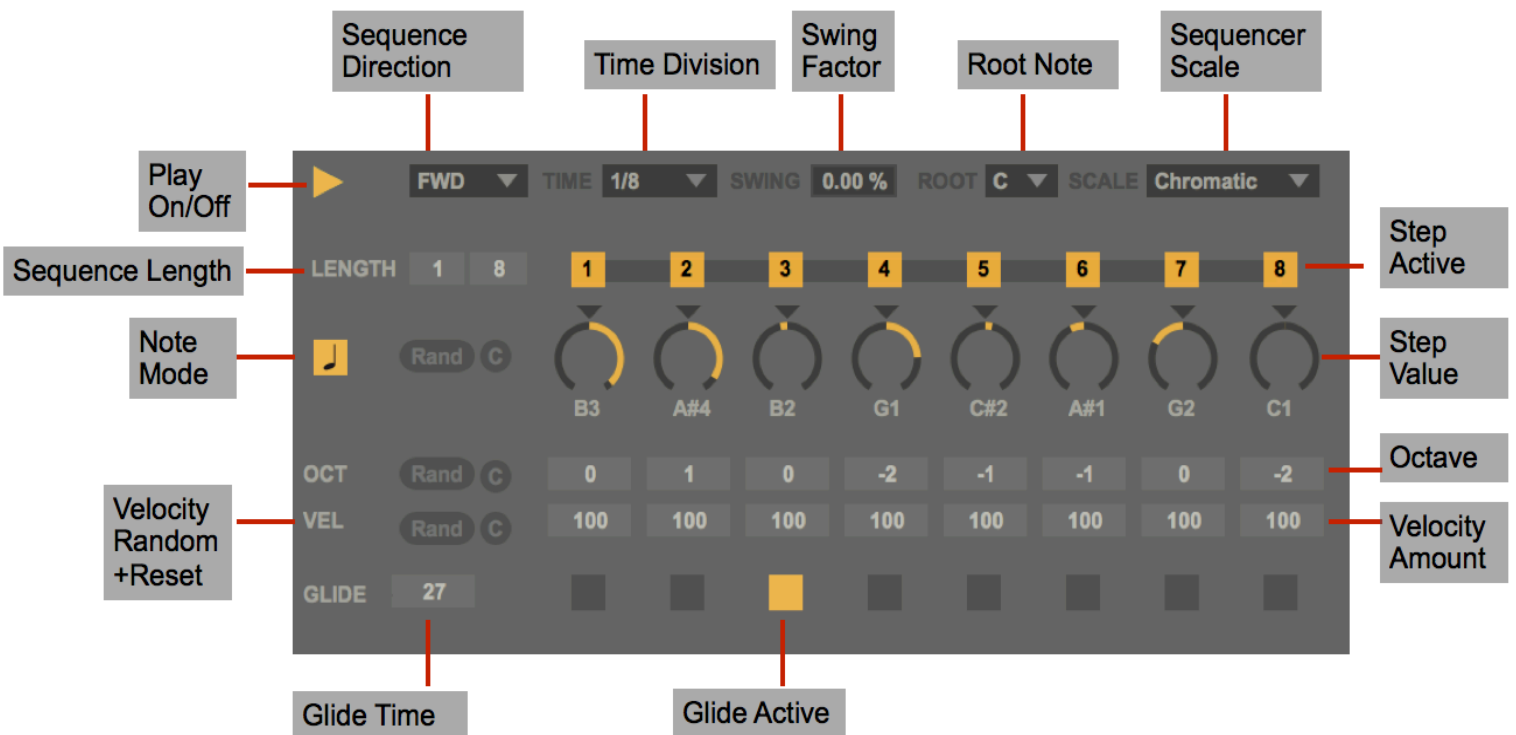 Sequence
Direction
Time Division
Swing
Factor
Root Note
Sequencer
Scale
Play
On/Off
FWD TIME 1/8 SWING 0.00 % ROOT C SCALE Chromatic
Step
Active
Sequence Length
LENGTH 1 8 1 2 3 4 5 6 7 8
Note
Mode
Rand C
Step
Value
B3 A#4 B2 G1 C#2 A#1 G2 C1
Octave
OCT Rand C 0 1 0 -2 -1 -1 0 -2
Velocity
Random
+Reset
VEL Rand C 100 100 100 100 100 100 100 100
Velocity
Amount
GLIDE 27
Glide Time
Glide Active